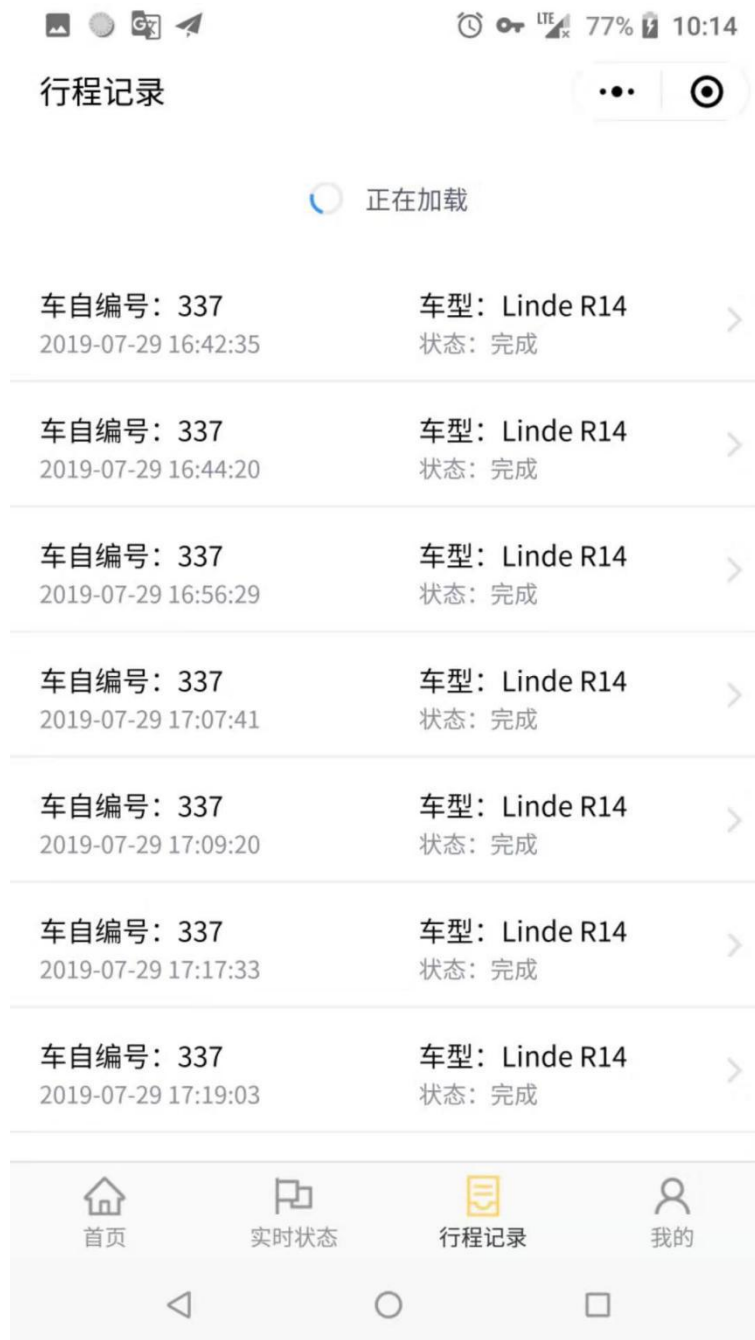 LTE 77% 10:14
行程记录
正在加载
车自编号：337 车型：Linde R14
2019-07-29 16:42:35 状态：完成
车自编号：337 车型：Linde R14
2019-07-29 16:44:20 状态：完成
车自编号：337 车型：Linde R14
2019-07-29 16:56:29 状态：完成
车自编号：337 车型：Linde R14
2019-07-29 17:07:41 状态：完成
车自编号：337 车型：Linde R14
2019-07-29 17:09:20 状态：完成
车自编号：337 车型：Linde R14
2019-07-29 17:17:33 状态：完成
车自编号：337 车型：Linde R14
2019-07-29 17:19:03 状态：完成
首页 实时状态 行程记录 我的